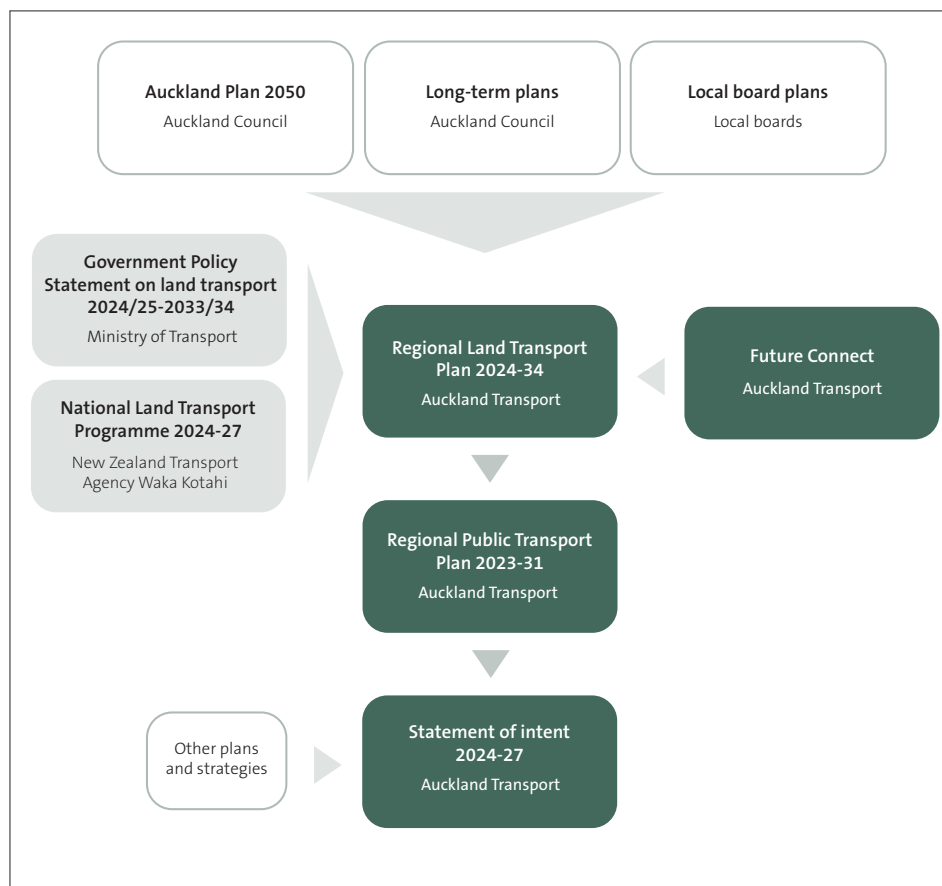 Auckland Plan 2050
Auckland Council
Long-term plans
Auckland Council
Local board plans
Local boards
Government Policy
Statement on land transport
2024/25-2033/34
Ministry of Transport
National Land Transport
Programme 2024-27
New Zealand Transport
Agency Waka Kotahi
Regional Land Transport
Plan 2024-34
Auckland Transport
Future Connect
Auckland Transport
Regional Public Transport
Plan 2023-31
Auckland Transport
Other plans
and strategies
Statement of intent
2024-27
Auckland Transport